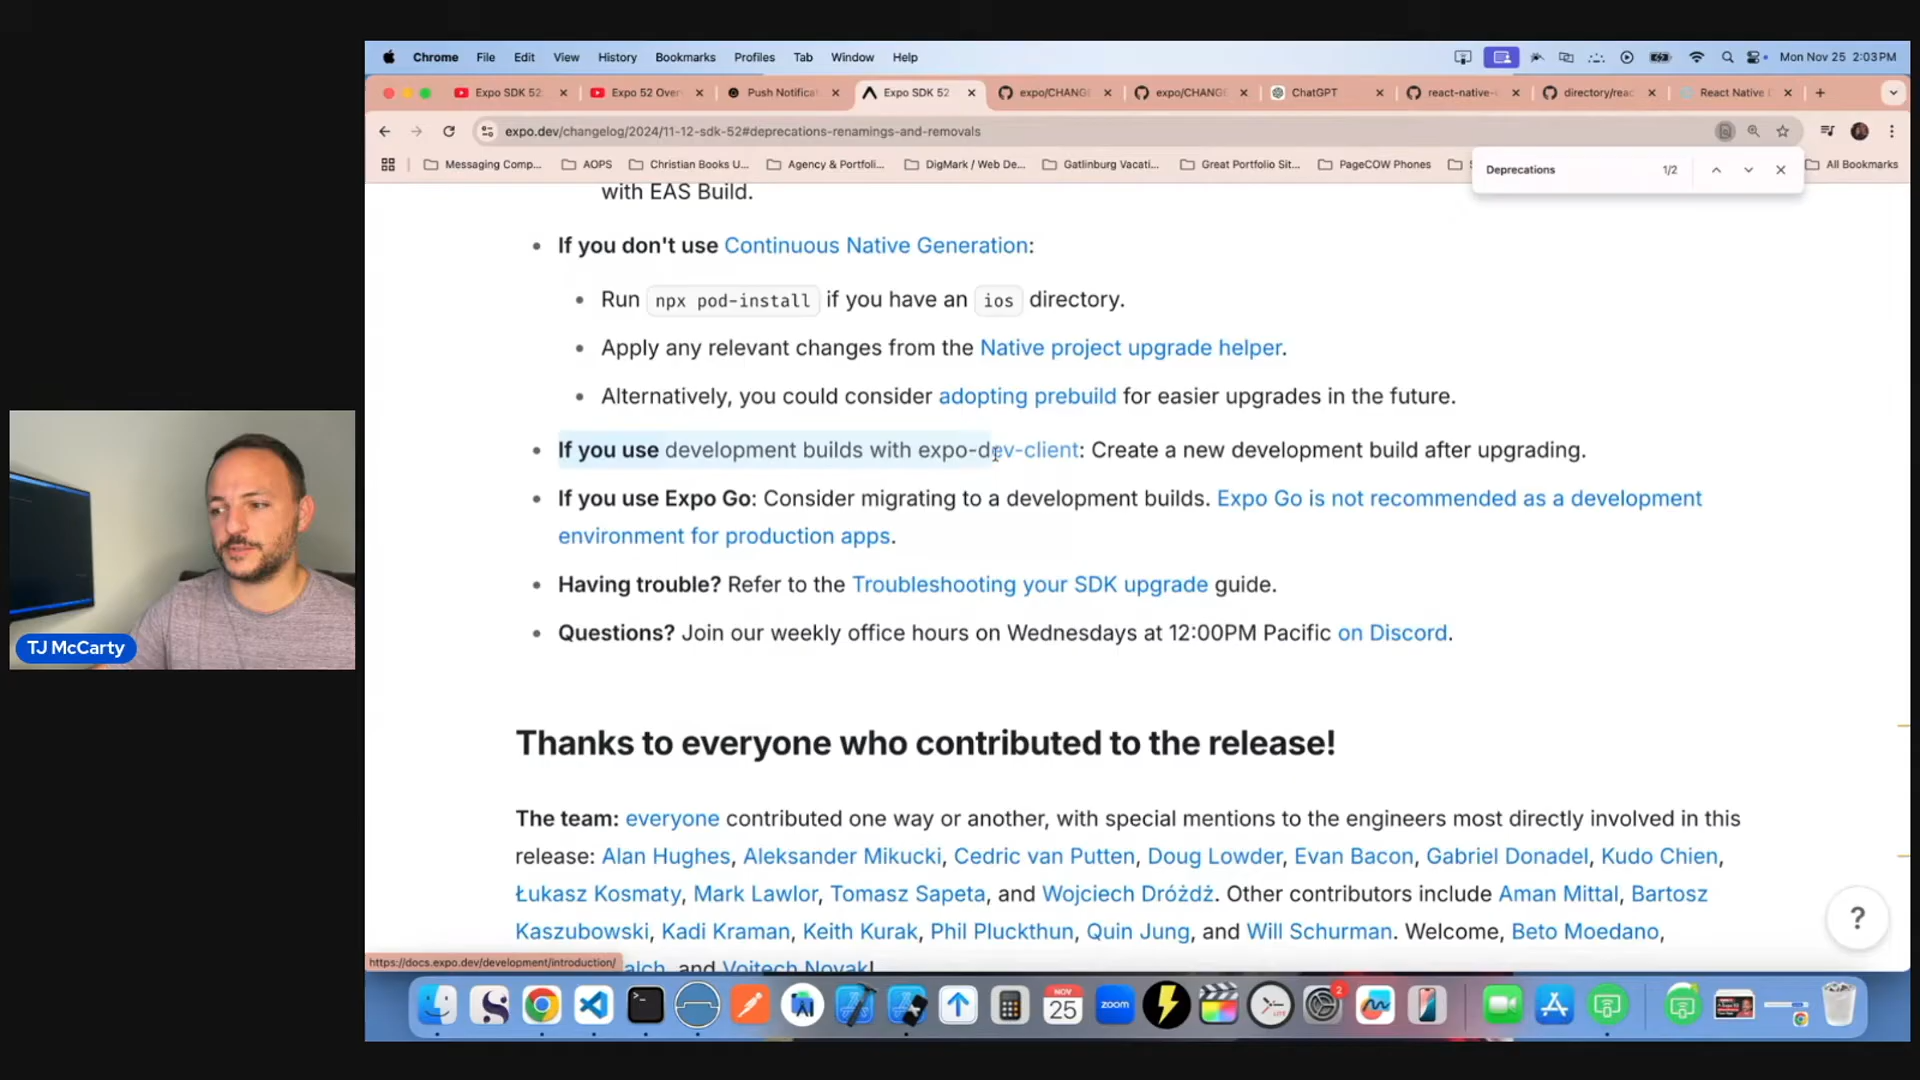 Chrome File Edit View History Bookmarks Profiles Tab Window Help Mon Nov 25 2:03 PM
Expo SDK 52 Expo 52 Over Push Notifica Expo SDK 52 expo/CHANG expo/CHANG ChatGPT react-native- directory/reac React Native
expo.dev/changelog/2024/11-12-sdk-52#deprecations-renamings-and-removals
Messaging Comp... AOPS Christian Books U... Agency & Portfoli... DigMark / Web De... Gatlinburg Vacati... Great Portfolio Sit... PageCOW Phones All Bookmarks
Deprecations 1/2
with EAS Build.
• If you don't use Continuous Native Generation:
• Run npx pod-install if you have an ios directory.
• Apply any relevant changes from the Native project upgrade helper.
• Alternatively, you could consider adopting prebuild for easier upgrades in the future.
• If you use development builds with expo-dev-client: Create a new development build after upgrading.
• If you use Expo Go: Consider migrating to a development builds. Expo Go is not recommended as a development
environment for production apps.
• Having trouble? Refer to the Troubleshooting your SDK upgrade guide.
• Questions? Join our weekly office hours on Wednesdays at 12:00PM Pacific on Discord.
TJ McCarty
Thanks to everyone who contributed to the release!
The team: everyone contributed one way or another, with special mentions to the engineers most directly involved in this
release: Alan Hughes, Aleksander Mikucki, Cedric van Putten, Doug Lowder, Evan Bacon, Gabriel Donadel, Kudo Chien,
Łukasz Kosmaty, Mark Lawlor, Tomasz Sapeta, and Wojciech Dróżdż. Other contributors include Aman Mittal, Bartosz
Kaszubowski, Kadi Kraman, Keith Kurak, Phil Pluckthun, Quin Jung, and Will Schurman. Welcome, Beto Moedano,
alch, and Vojtech Novak!
?
https://docs.expo.dev/development/introduction/
NOV
25
zoom
2